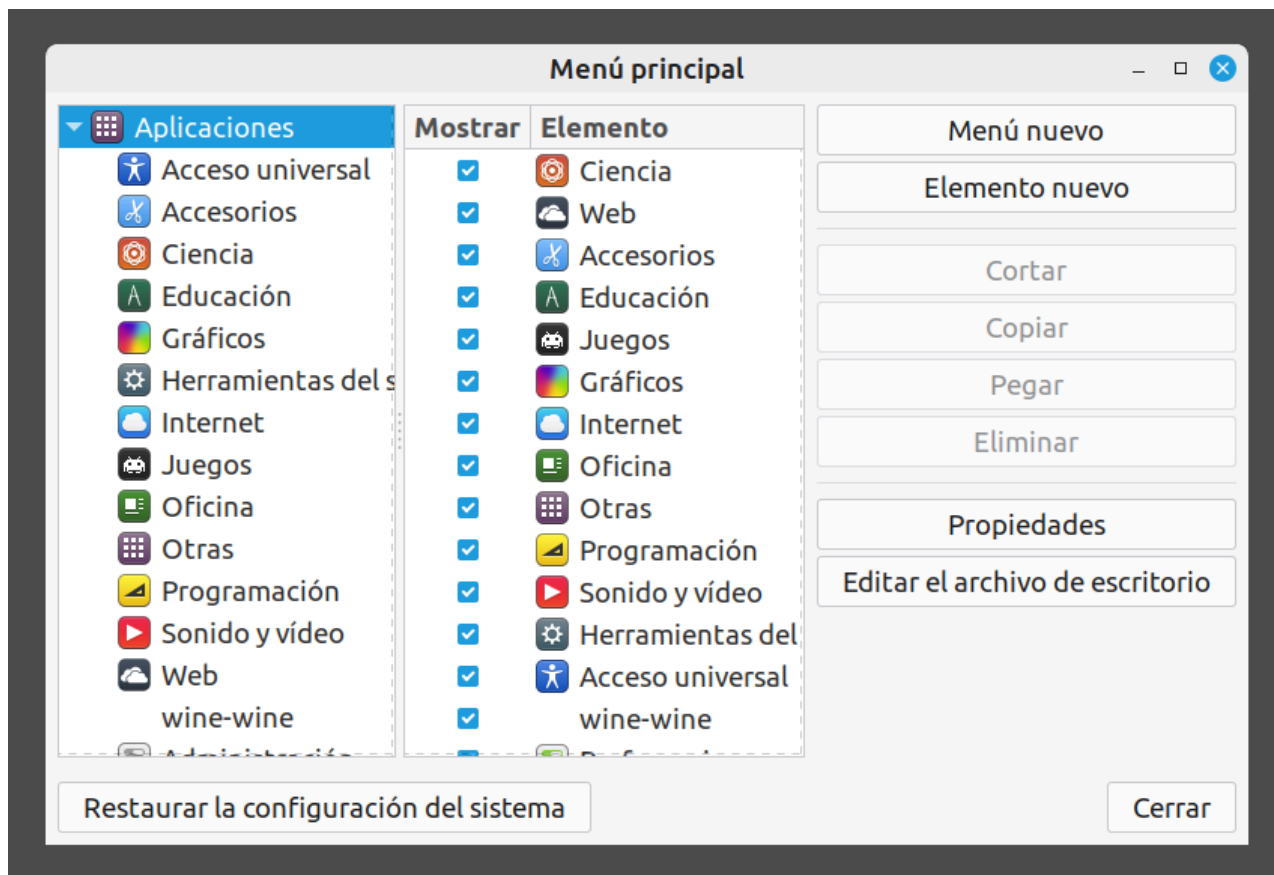 Menú principal
Aplicaciones
Acceso universal
Accesorios
Ciencia
Educación
Gráficos
Herramientas del s
Internet
Juegos
Oficina
Otras
Programación
Sonido y vídeo
Web
wine-wine
Administración
Mostrar Elemento
Ciencia
Web
Accesorios
Educación
Juegos
Gráficos
Internet
Oficina
Otras
Programación
Sonido y vídeo
Herramientas del
Acceso universal
wine-wine
Menú nuevo
Elemento nuevo
Cortar
Copiar
Pegar
Eliminar
Propiedades
Editar el archivo de escritorio
Restaurar la configuración del sistema
Cerrar